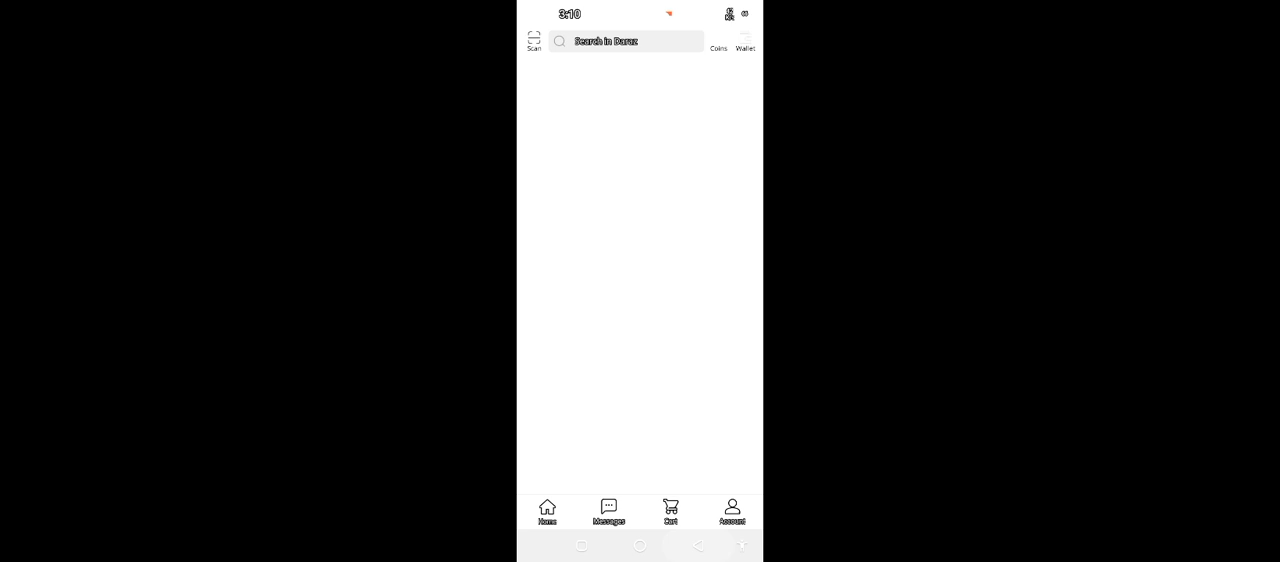 3:10
Scan
Search in Daraz
Coins
Wallet
Home
Messages
Cart
Account